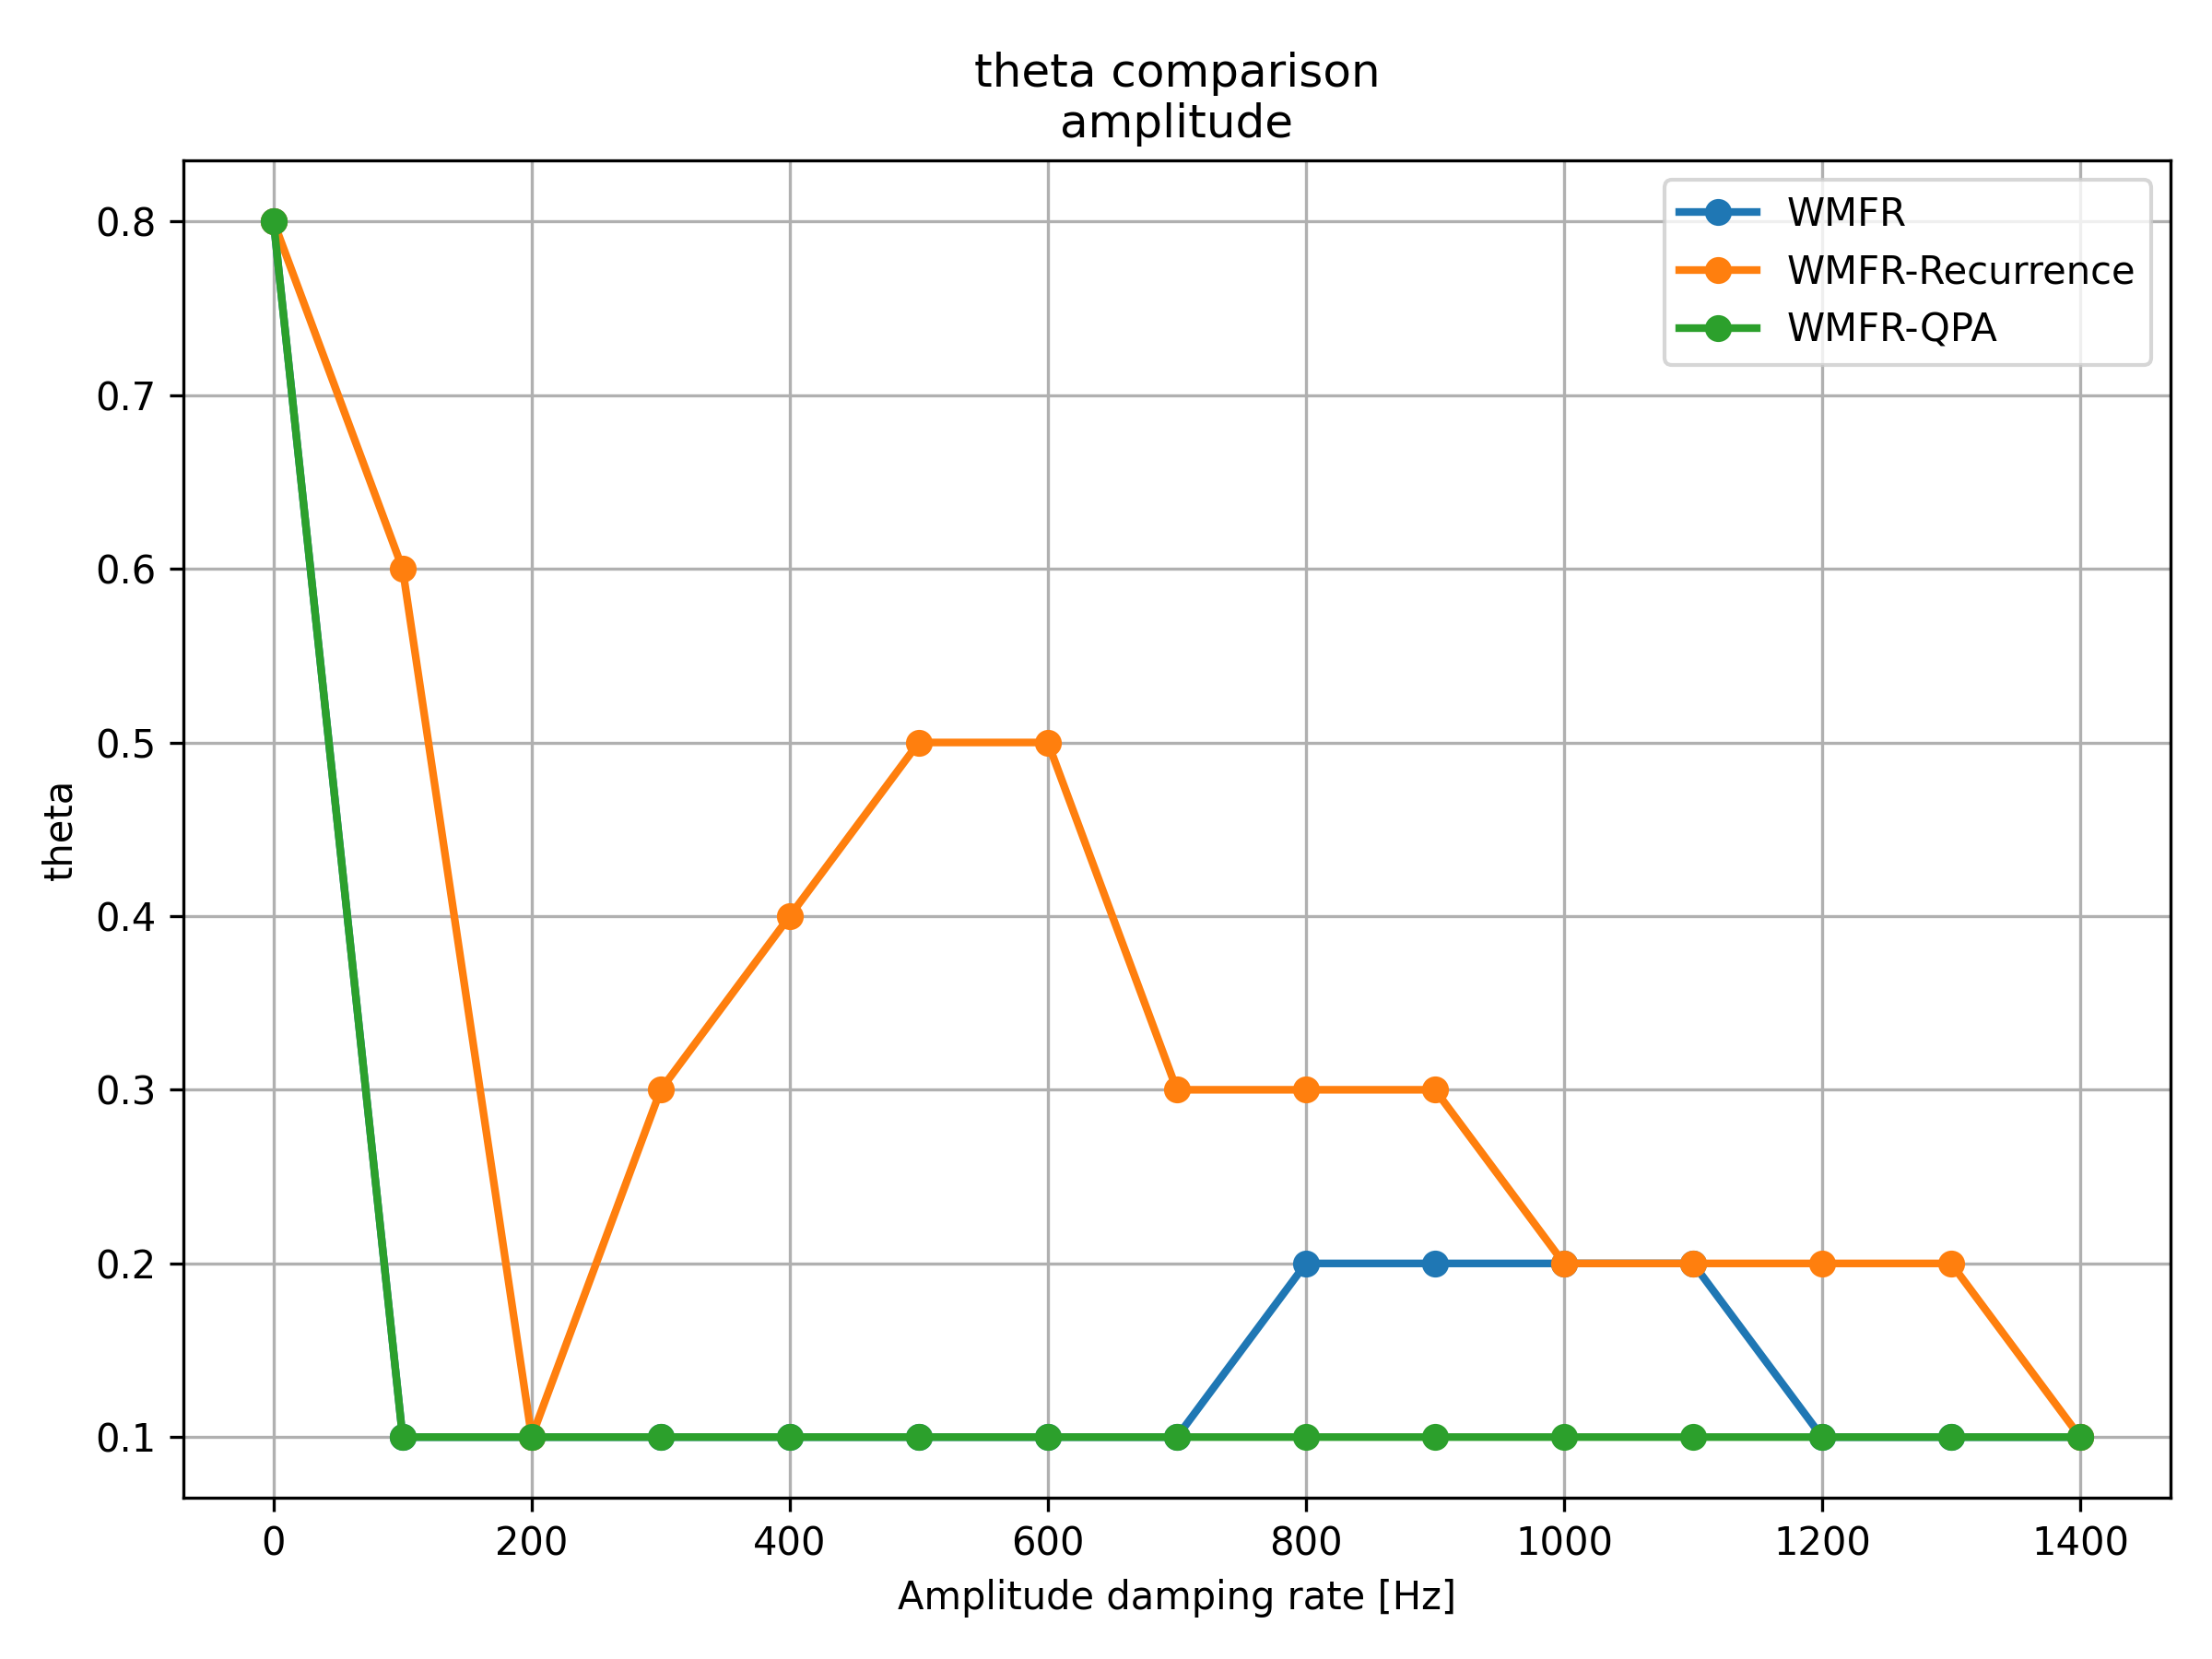 theta comparison
amplitude
WMFR
WMFR-Recurrence
WMFR-QPA
theta
0.8
0.7
0.6
0.5
0.4
0.3
0.2
0.1
0 200 400 600 800 1000 1200 1400
Amplitude damping rate [Hz]